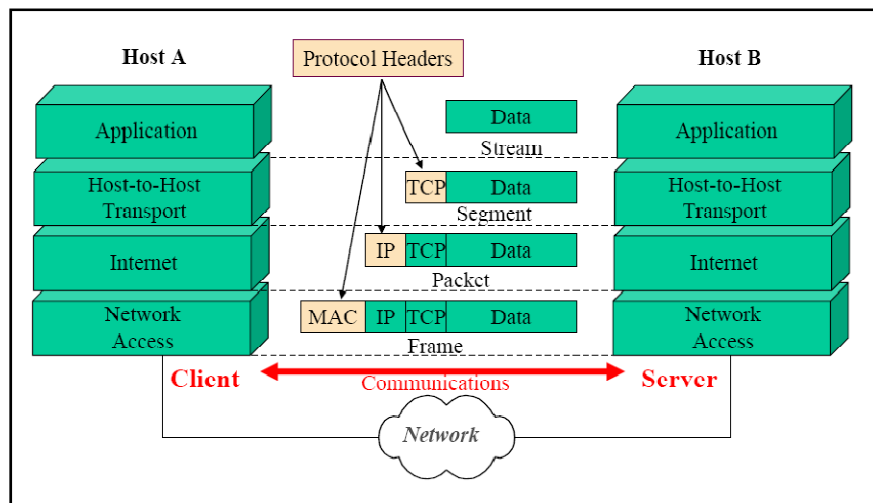 Host A
Protocol Headers
Host B
Application
Data
Stream
Application
Host-to-Host
Transport
TCP Data
Segment
Host-to-Host
Transport
Internet
IP TCP Data
Packet
Internet
Network
Access
MAC IP TCP Data
Frame
Network
Access
Client
Communications
Server
Network